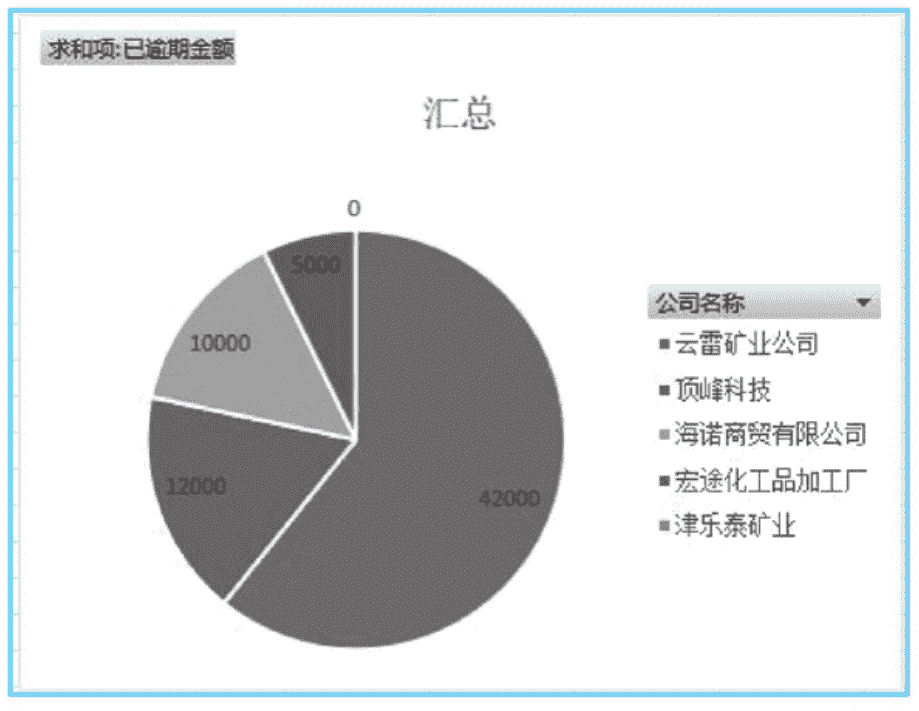 求和项:已逾期金额
汇总
0
5000
10000
12000
42000
公司名称
云雷矿业公司
顶峰科技
海诺商贸有限公司
宏途化工品加工厂
津乐泰矿业